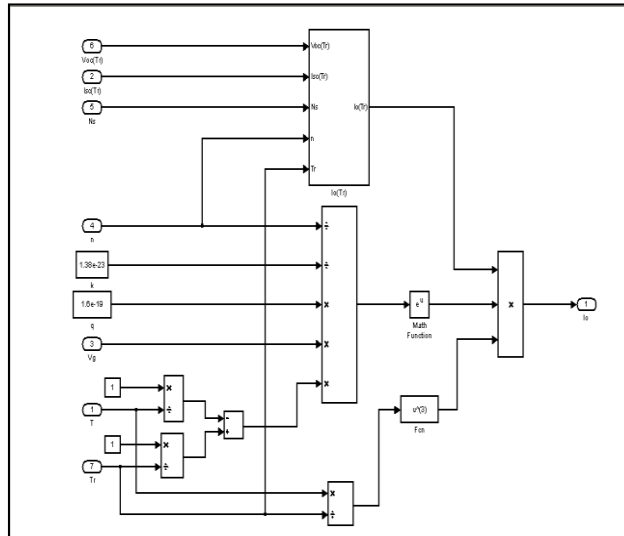 6
Voc(Tr)
2
Isc(Tr)
5
Ns
Voc(Tr)
Isc(Tr)
Ns
n
Tr
Io(Tr)
Io(Tr)
4
n
1.38e-23
k
1.6e-19
q
3
Vg
÷
÷
×
×
×
e^u
Math
Function
×
1
Io
1
×
÷
1
T
1
×
÷
7
Tr
-
+
u^(3)
Fcn
×
÷